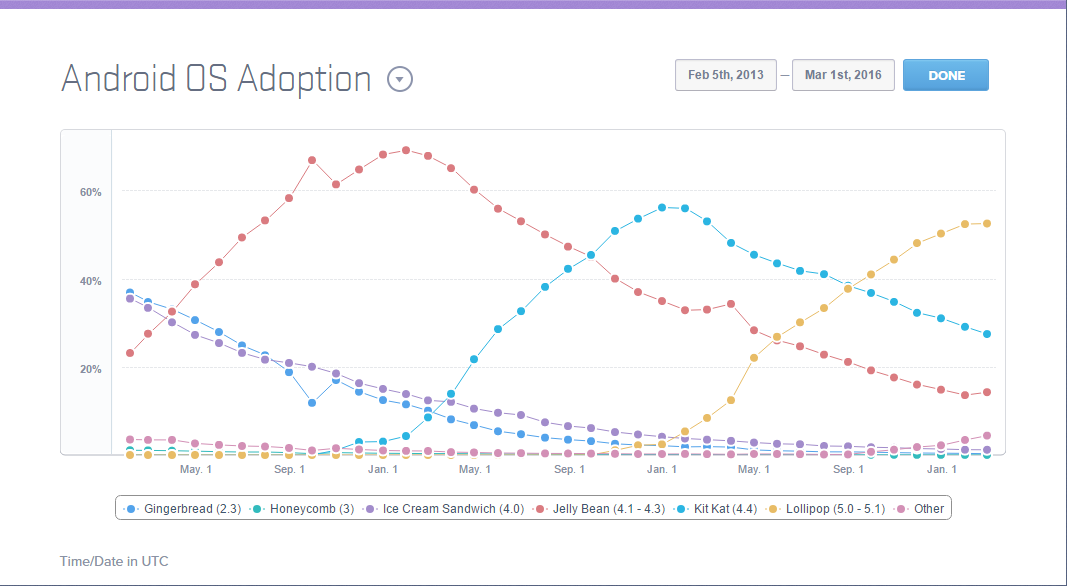 Android OS Adoption
Feb 5th, 2013 — Mar 1st, 2016 DONE
60%
40%
20%
May. 1 Sep. 1 Jan. 1 May. 1 Sep. 1 Jan. 1 May. 1 Sep. 1 Jan. 1
Gingerbread (2.3) Honeycomb (3) Ice Cream Sandwich (4.0) Jelly Bean (4.1 - 4.3) Kit Kat (4.4) Lollipop (5.0 - 5.1) Other
Time/Date in UTC